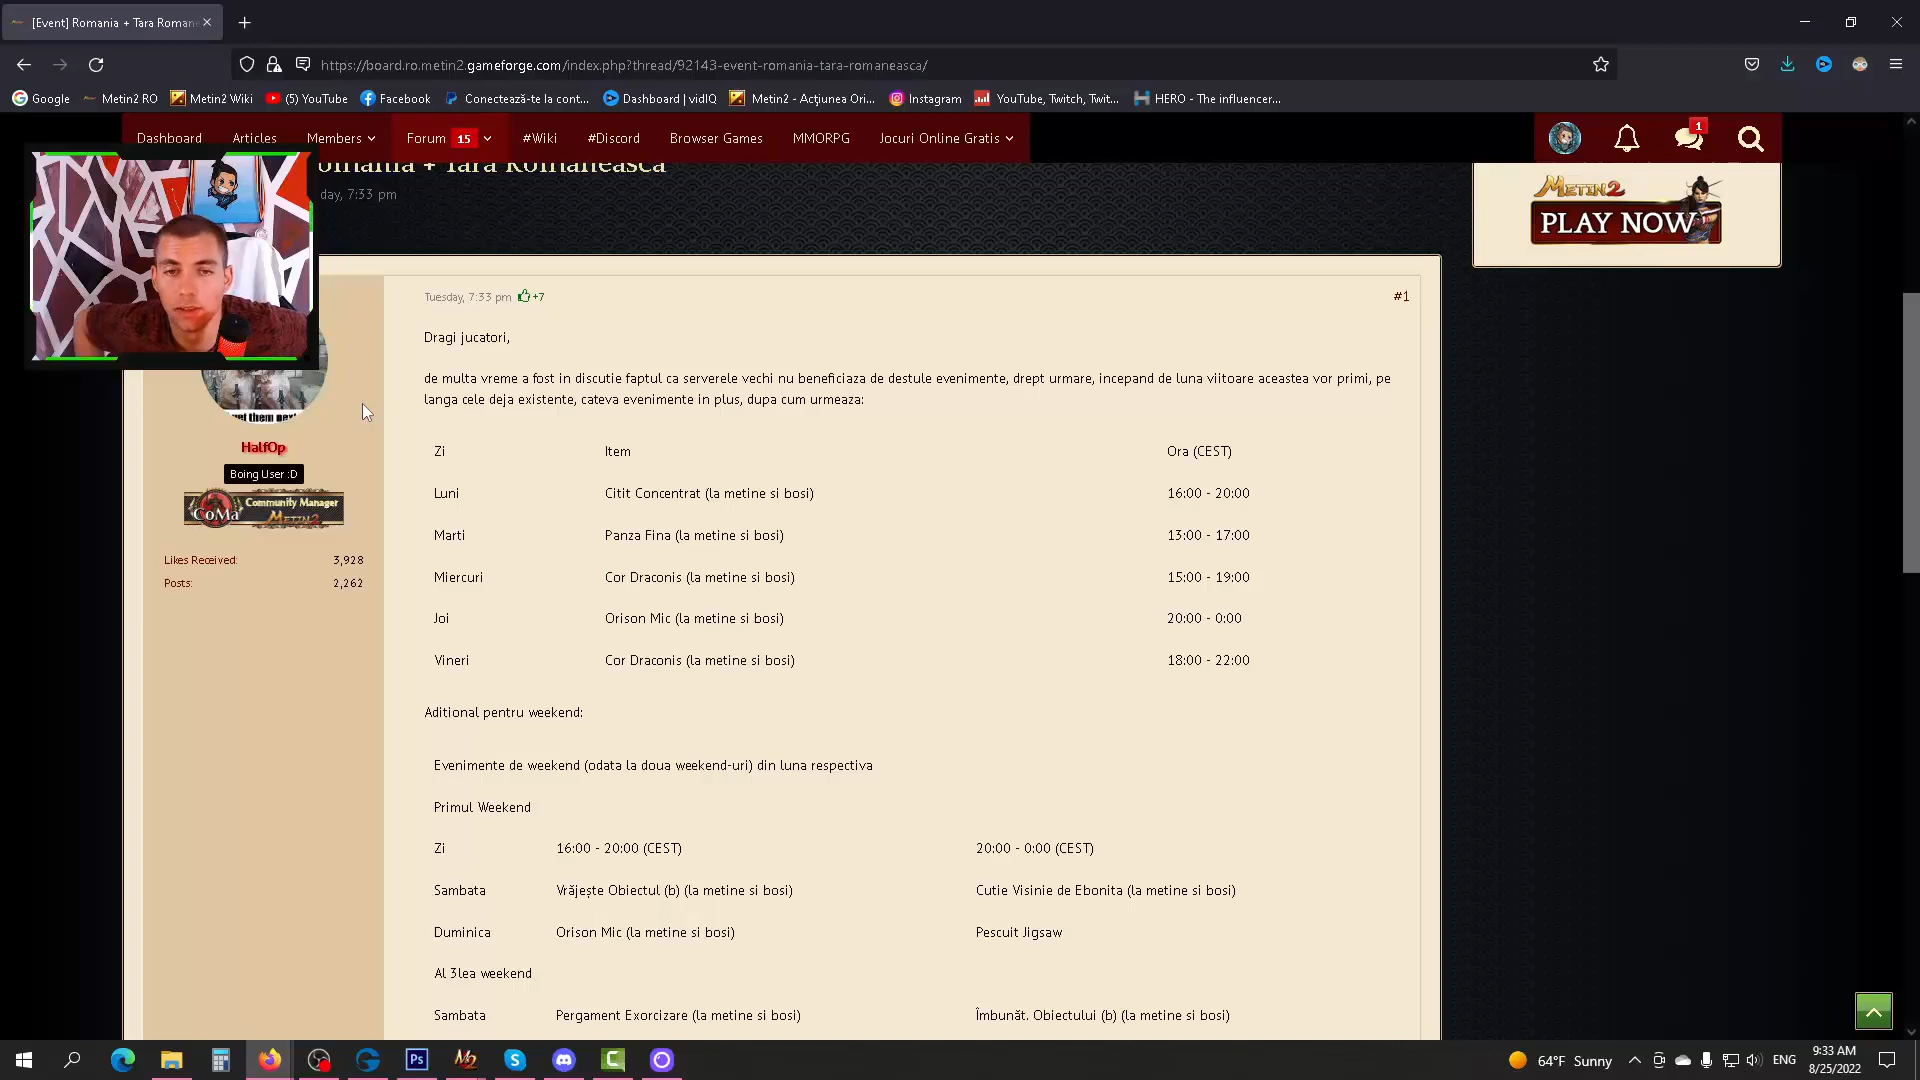 [Event] Romania + Tara Roman
https://board.ro.metin2.gameforge.com/index.php?thread/92143-event-romania-tara-romaneasca/
Google Metin2 RO Metin2 Wiki (5) YouTube Facebook Conectează-te la cont... Dashboard | vidIQ Metin2 - Acțiunea Ori... Instagram YouTube, Twitch, Twit... HERO - The influencer...
Dashboard Articles Members Forum 15 #Wiki #Discord Browser Games MMORPG Jocuri Online Gratis 1
omania + Tara Romaneasca
day, 7:33 pm
METIN2
PLAY NOW
Tuesday, 7:33 pm +7 #1
Dragi jucatori,
de multa vreme a fost in discutie faptul ca serverele vechi nu beneficiaza de destule evenimente, drept urmare, incepand de luna viitoare aceastea vor primi, pe
langa cele deja existente, cateva evenimente in plus, dupa cum urmeaza:
HalfOp
Boing User :D
CoMa Community Manager
METIN2
Likes Received: 3,928
Posts: 2,262
Zi Item Ora (CEST)
Luni Citit Concentrat (la metine si bosi) 16:00 - 20:00
Marti Panza Fina (la metine si bosi) 13:00 - 17:00
Miercuri Cor Draconis (la metine si bosi) 15:00 - 19:00
Joi Orison Mic (la metine si bosi) 20:00 - 0:00
Vineri Cor Draconis (la metine si bosi) 18:00 - 22:00
Aditional pentru weekend:
Evenimente de weekend (odata la doua weekend-uri) din luna respectiva
Primul Weekend
Zi 16:00 - 20:00 (CEST) 20:00 - 0:00 (CEST)
Sambata Vrăjește Obiectul (b) (la metine si bosi) Cutie Visinie de Ebonita (la metine si bosi)
Duminica Orison Mic (la metine si bosi) Pescuit Jigsaw
Al 3lea weekend
Sambata Pergament Exorcizare (la metine si bosi) Îmbunăt. Obiectului (b) (la metine si bosi)
64°F Sunny ENG 9:33 AM
8/25/2022